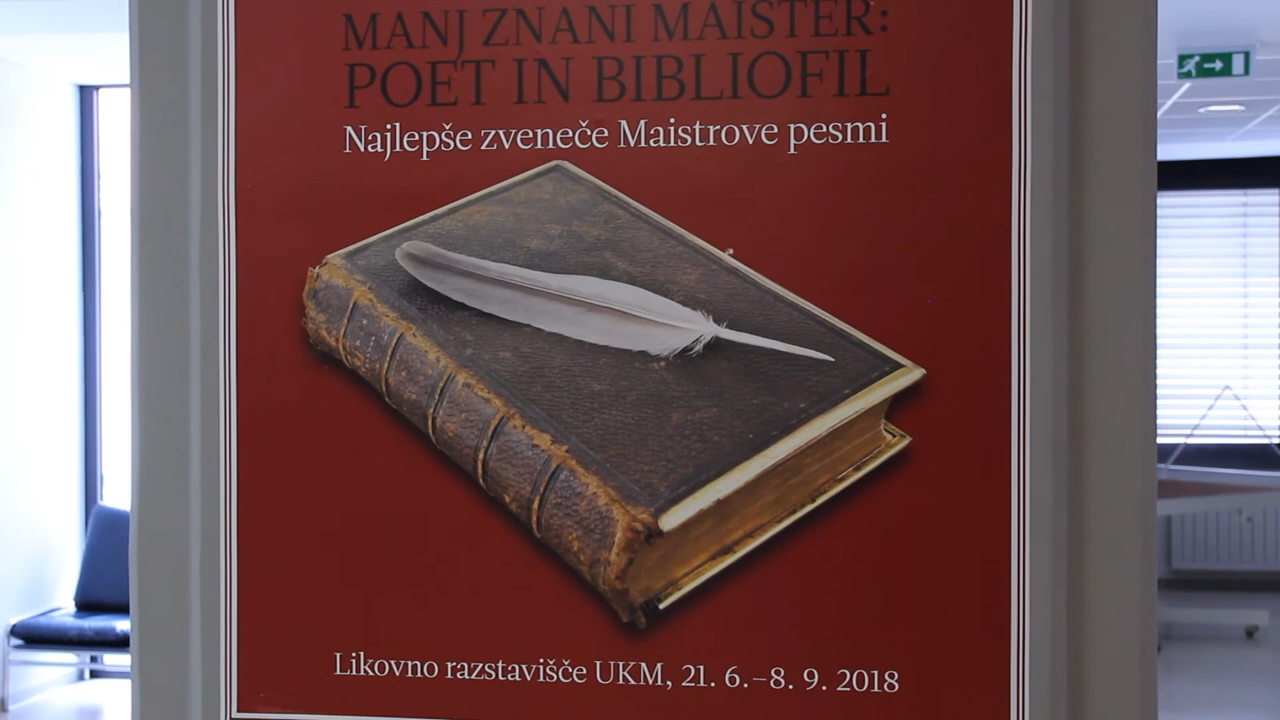 MANJ ZNANI MAISTER:
POET IN BIBLIOFIL
Najlepše zveneče Maistrove pesmi
Likovno razstavišče UKM, 21. 6.–8. 9. 2018